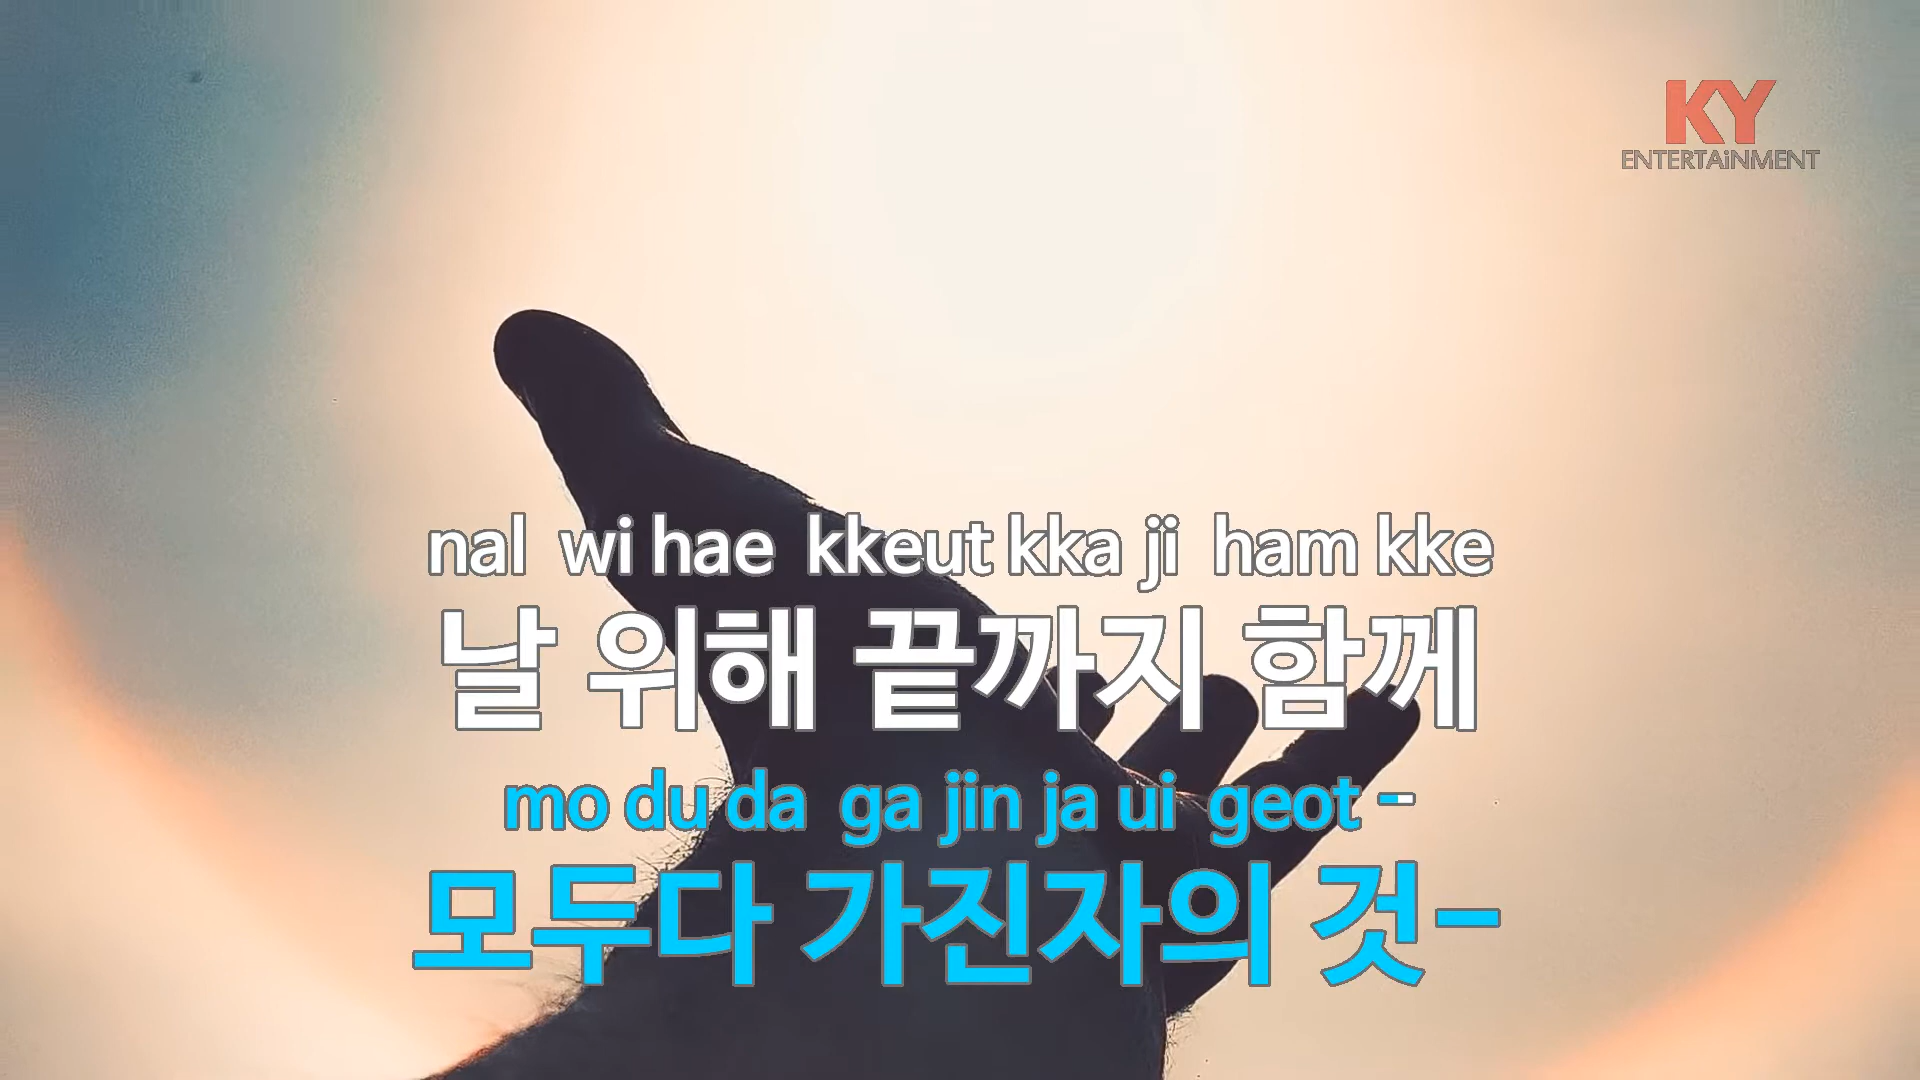 KY
ENTERTAiNMENT
nal wi hae kkeut kka ji ham kke
날 위해 끝까지 함께
mo du da ga jin ja ui geot -
모두다 가진자의 것-